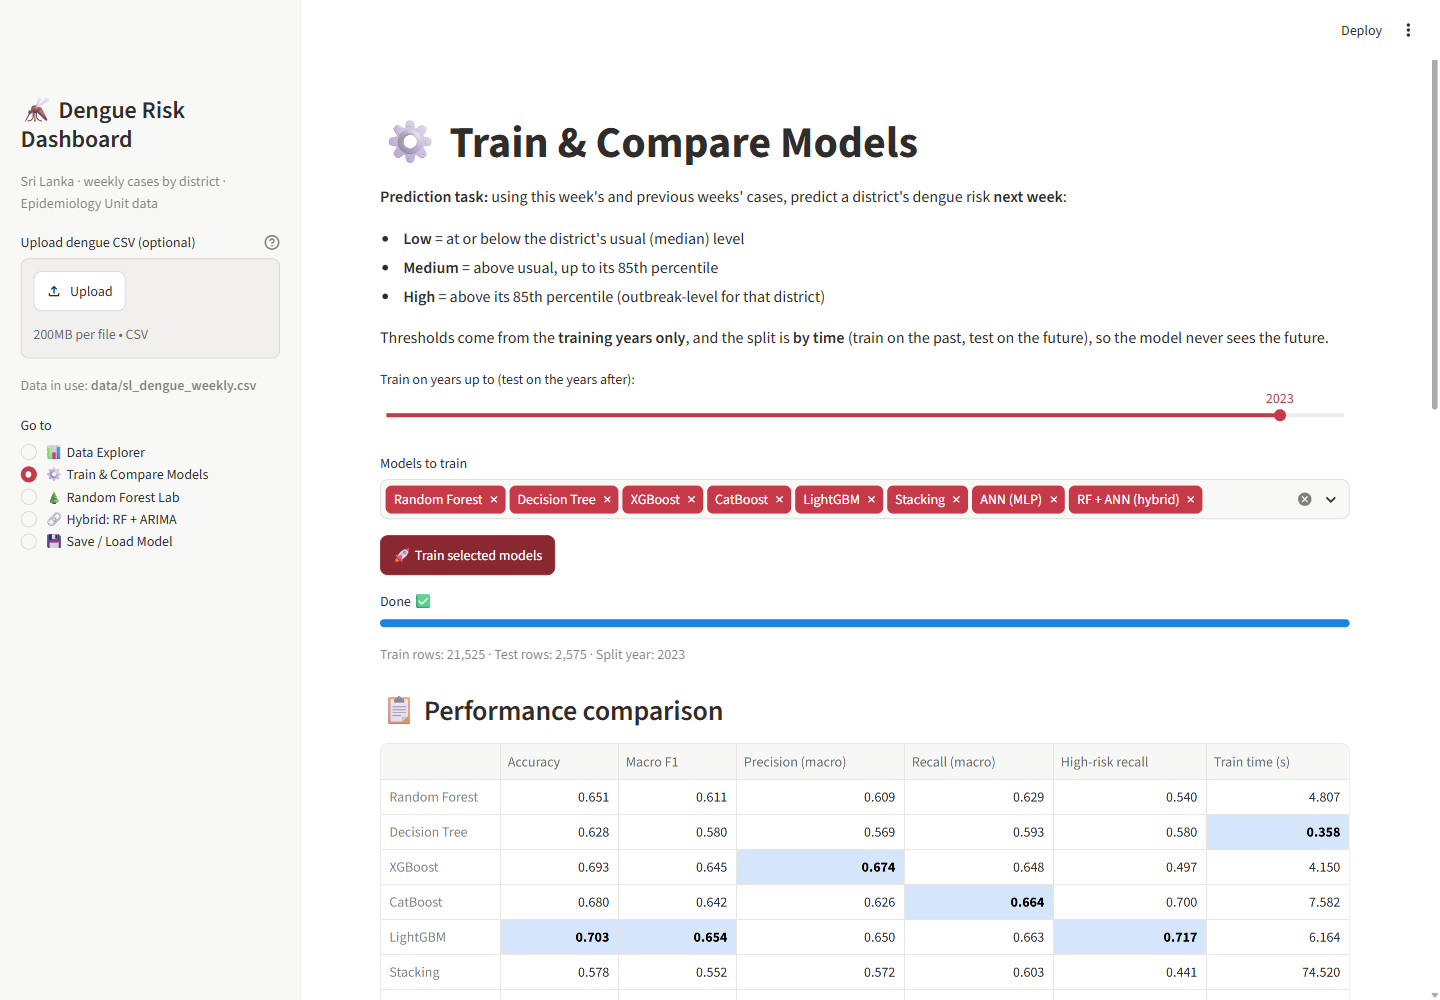 Deploy
Dengue Risk
Dashboard
Sri Lanka · weekly cases by district ·
Epidemiology Unit data
Upload dengue CSV (optional)
Upload
200MB per file • CSV
Data in use: data/sl_dengue_weekly.csv
Go to
Data Explorer
Train & Compare Models
Random Forest Lab
Hybrid: RF + ARIMA
Save / Load Model
Train & Compare Models
Prediction task: using this week's and previous weeks' cases, predict a district's dengue risk next week:
• Low = at or below the district's usual (median) level
• Medium = above usual, up to its 85th percentile
• High = above its 85th percentile (outbreak-level for that district)
Thresholds come from the training years only, and the split is by time (train on the past, test on the future), so the model never sees the future.
Train on years up to (test on the years after):
2023
Models to train
Random Forest × Decision Tree × XGBoost × CatBoost × LightGBM × Stacking × ANN (MLP) × RF + ANN (hybrid) ×
Train selected models
Done
Train rows: 21,525 · Test rows: 2,575 · Split year: 2023
Performance comparison
Accuracy Macro F1 Precision (macro) Recall (macro) High-risk recall Train time (s)
Random Forest 0.651 0.611 0.609 0.629 0.540 4.807
Decision Tree 0.628 0.580 0.569 0.593 0.580 0.358
XGBoost 0.693 0.645 0.674 0.648 0.497 4.150
CatBoost 0.680 0.642 0.626 0.664 0.700 7.582
LightGBM 0.703 0.654 0.650 0.663 0.717 6.164
Stacking 0.578 0.552 0.572 0.603 0.441 74.520